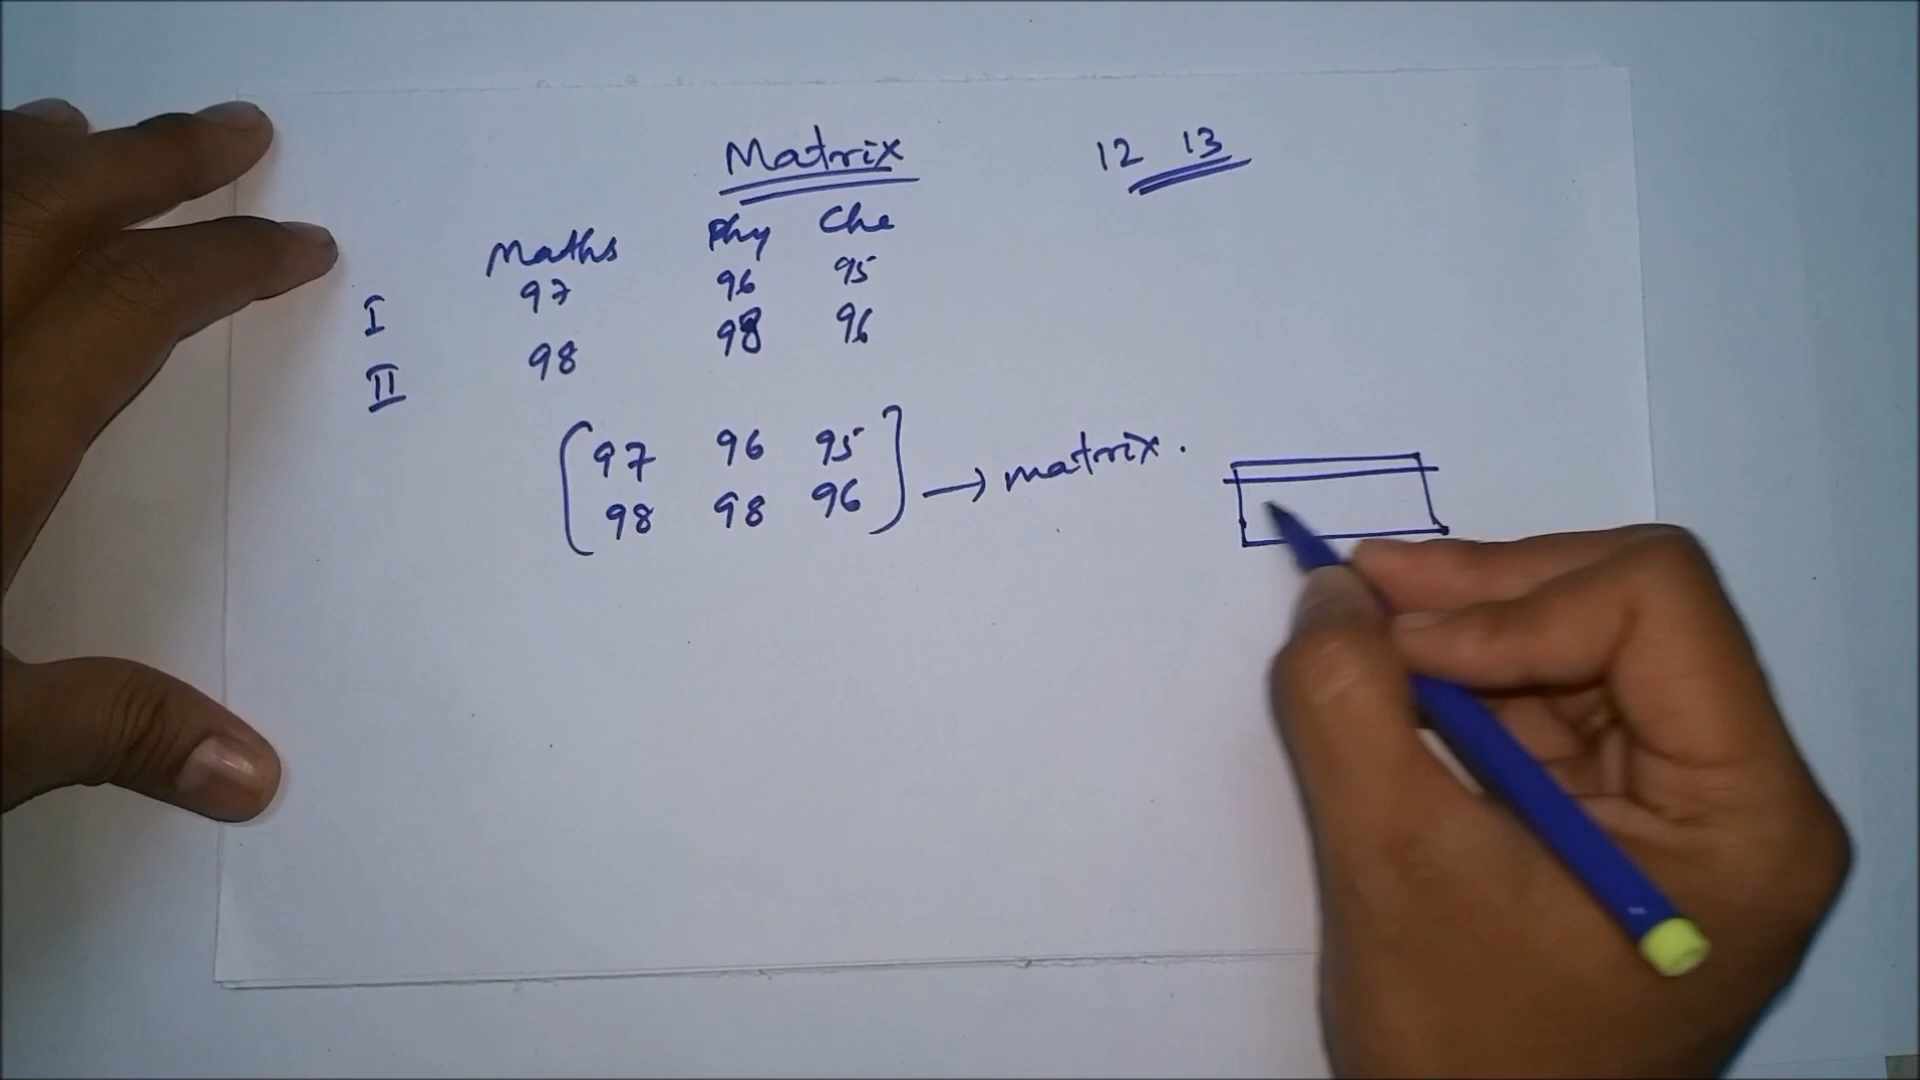 Matrix 12 13
Maths Phy Che
I 97 96 95
II 98 98 96
97 96 95
98 98 96 → matrix.